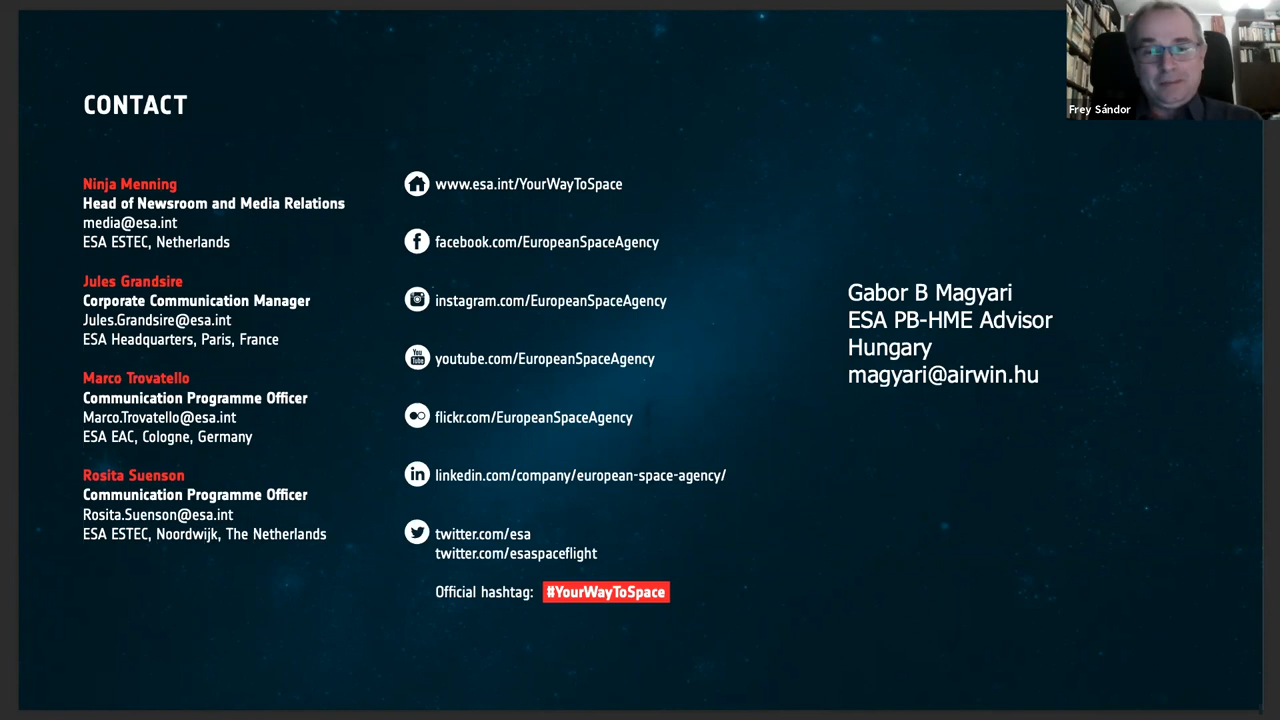 CONTACT
Ninja Menning
Head of Newsroom and Media Relations
media@esa.int
ESA ESTEC, Netherlands
Jules Grandsire
Corporate Communication Manager
Jules.Grandsire@esa.int
ESA Headquarters, Paris, France
Marco Trovatello
Communication Programme Officer
Marco.Trovatello@esa.int
ESA EAC, Cologne, Germany
Rosita Suenson
Communication Programme Officer
Rosita.Suenson@esa.int
ESA ESTEC, Noordwijk, The Netherlands
www.esa.int/YourWayToSpace
facebook.com/EuropeanSpaceAgency
instagram.com/EuropeanSpaceAgency
You
Tube
youtube.com/EuropeanSpaceAgency
flickr.com/EuropeanSpaceAgency
in
linkedin.com/company/european-space-agency/
twitter.com/esa
twitter.com/esaspaceflight
Official hashtag: #YourWayToSpace
Gabor B Magyari
ESA PB-HME Advisor
Hungary
magyari@airwin.hu
Frey Sándor